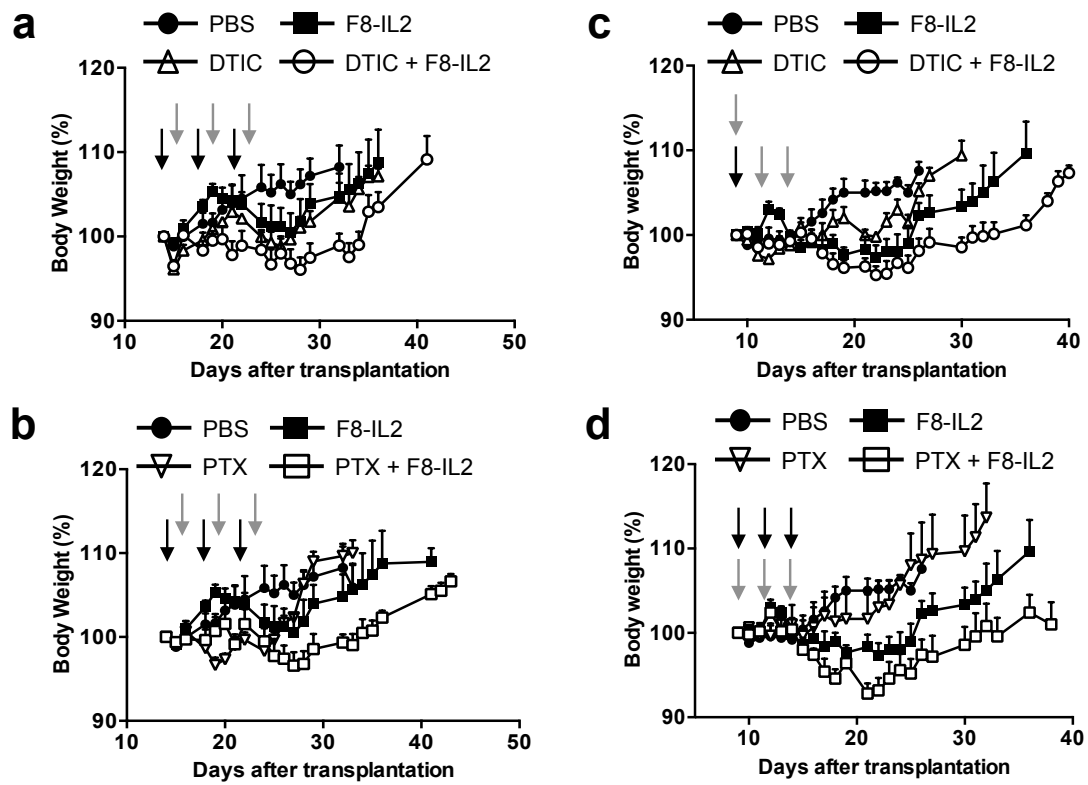 a
PBS F8-IL2
DTIC DTIC + F8-IL2
120
110
100
90
Body Weight (%)
10 20 30 40 50
Days after transplantation
c
PBS F8-IL2
DTIC DTIC + F8-IL2
120
110
100
90
Body Weight (%)
10 20 30 40
Days after transplantation
b
PBS F8-IL2
PTX PTX + F8-IL2
120
110
100
90
Body Weight (%)
10 20 30 40 50
Days after transplantation
d
PBS F8-IL2
PTX PTX + F8-IL2
120
110
100
90
Body Weight (%)
10 20 30 40
Days after transplantation